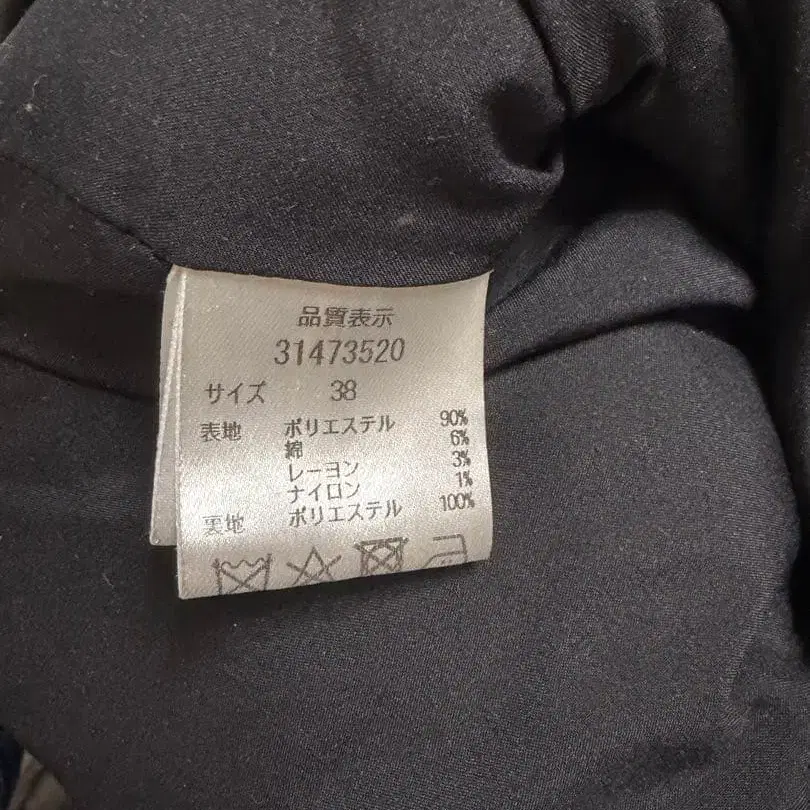 品質表示
31473520
サイズ 38
表地 ポリエステル 90%
綿 6%
レーヨン 3%
ナイロン 1%
裏地 ポリエステル 100%